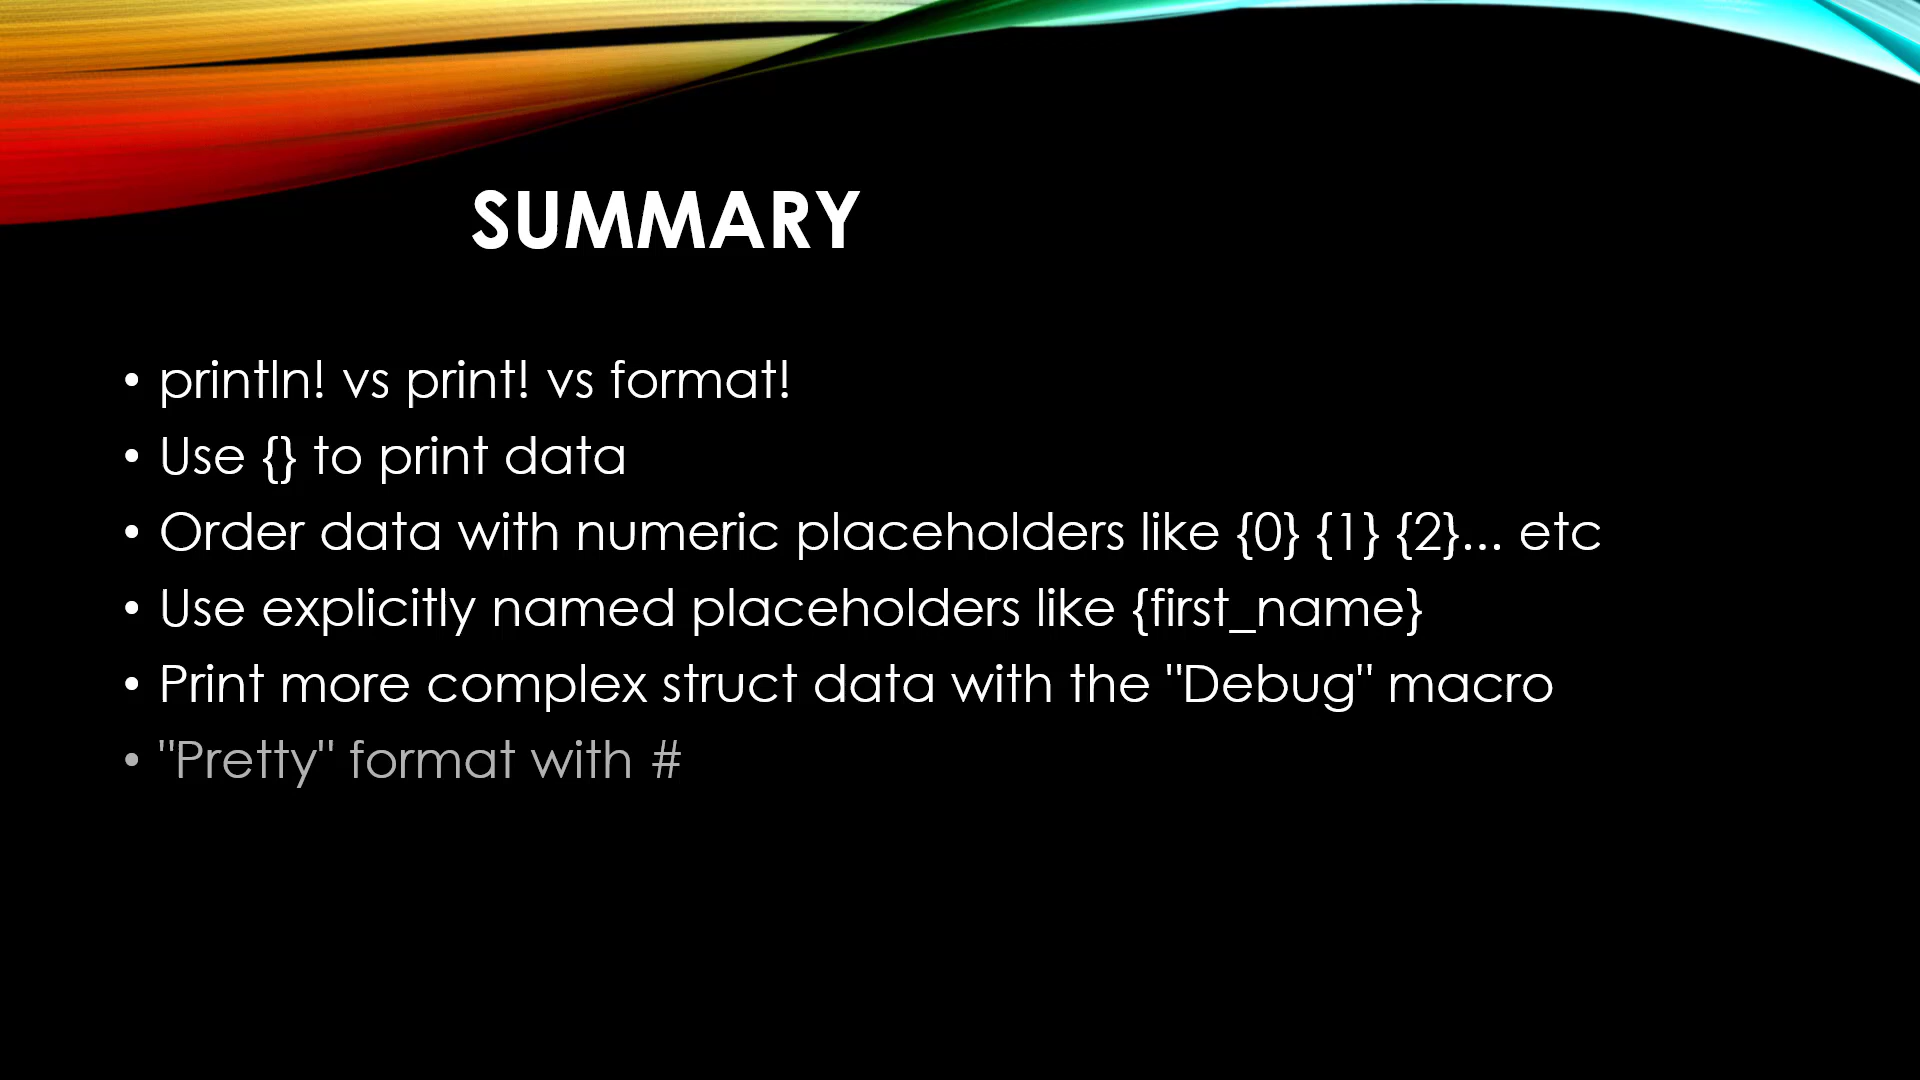 SUMMARY
• println! vs print! vs format!
• Use {} to print data
• Order data with numeric placeholders like {0} {1} {2}... etc
• Use explicitly named placeholders like {first_name}
• Print more complex struct data with the "Debug" macro
• "Pretty" format with #